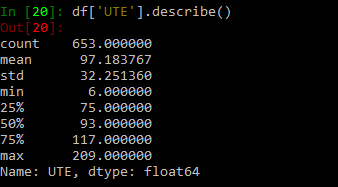 In [20]: df['UTE'].describe()
Out[20]:
count    653.000000
mean      97.183767
std       32.251360
min        6.000000
25%       75.000000
50%       93.000000
75%      117.000000
max      209.000000
Name: UTE, dtype: float64